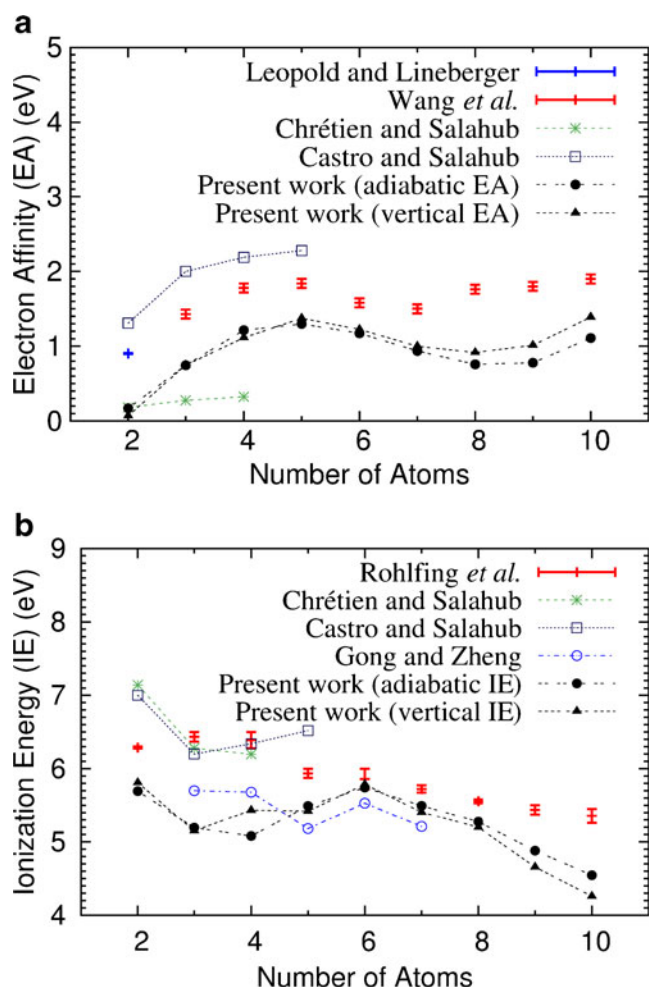 a
5
4
3
2
1
0
Electron Affinity (EA) (eV)
Leopold and Lineberger
Wang et al.
Chrétien and Salahub
Castro and Salahub
Present work (adiabatic EA)
Present work (vertical EA)
2 4 6 8 10
Number of Atoms
b
9
8
7
6
5
4
Ionization Energy (IE) (eV)
Rohlfing et al.
Chrétien and Salahub
Castro and Salahub
Gong and Zheng
Present work (adiabatic IE)
Present work (vertical IE)
2 4 6 8 10
Number of Atoms